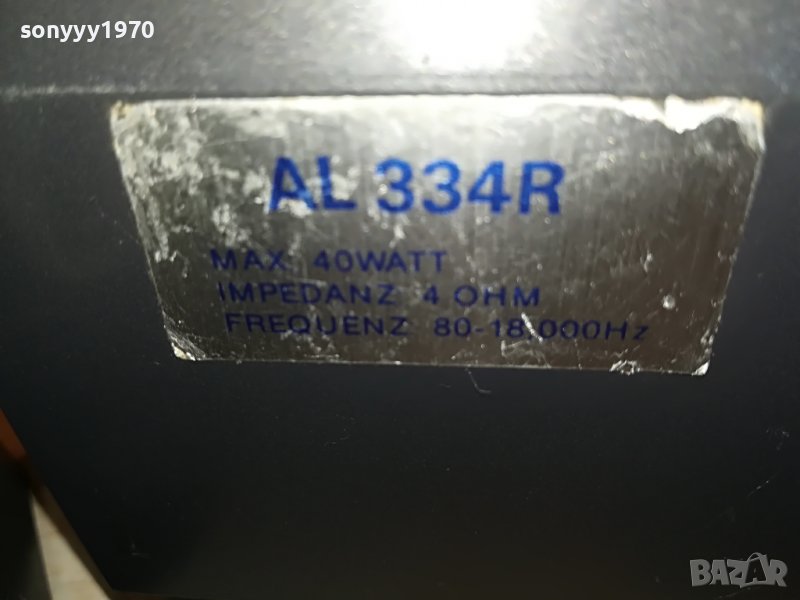 sonyyy1970
AL 334R
MAX. 40WATT
IMPEDANZ 4 OHM
FREQUENZ 80-18.000Hz
BAZAR